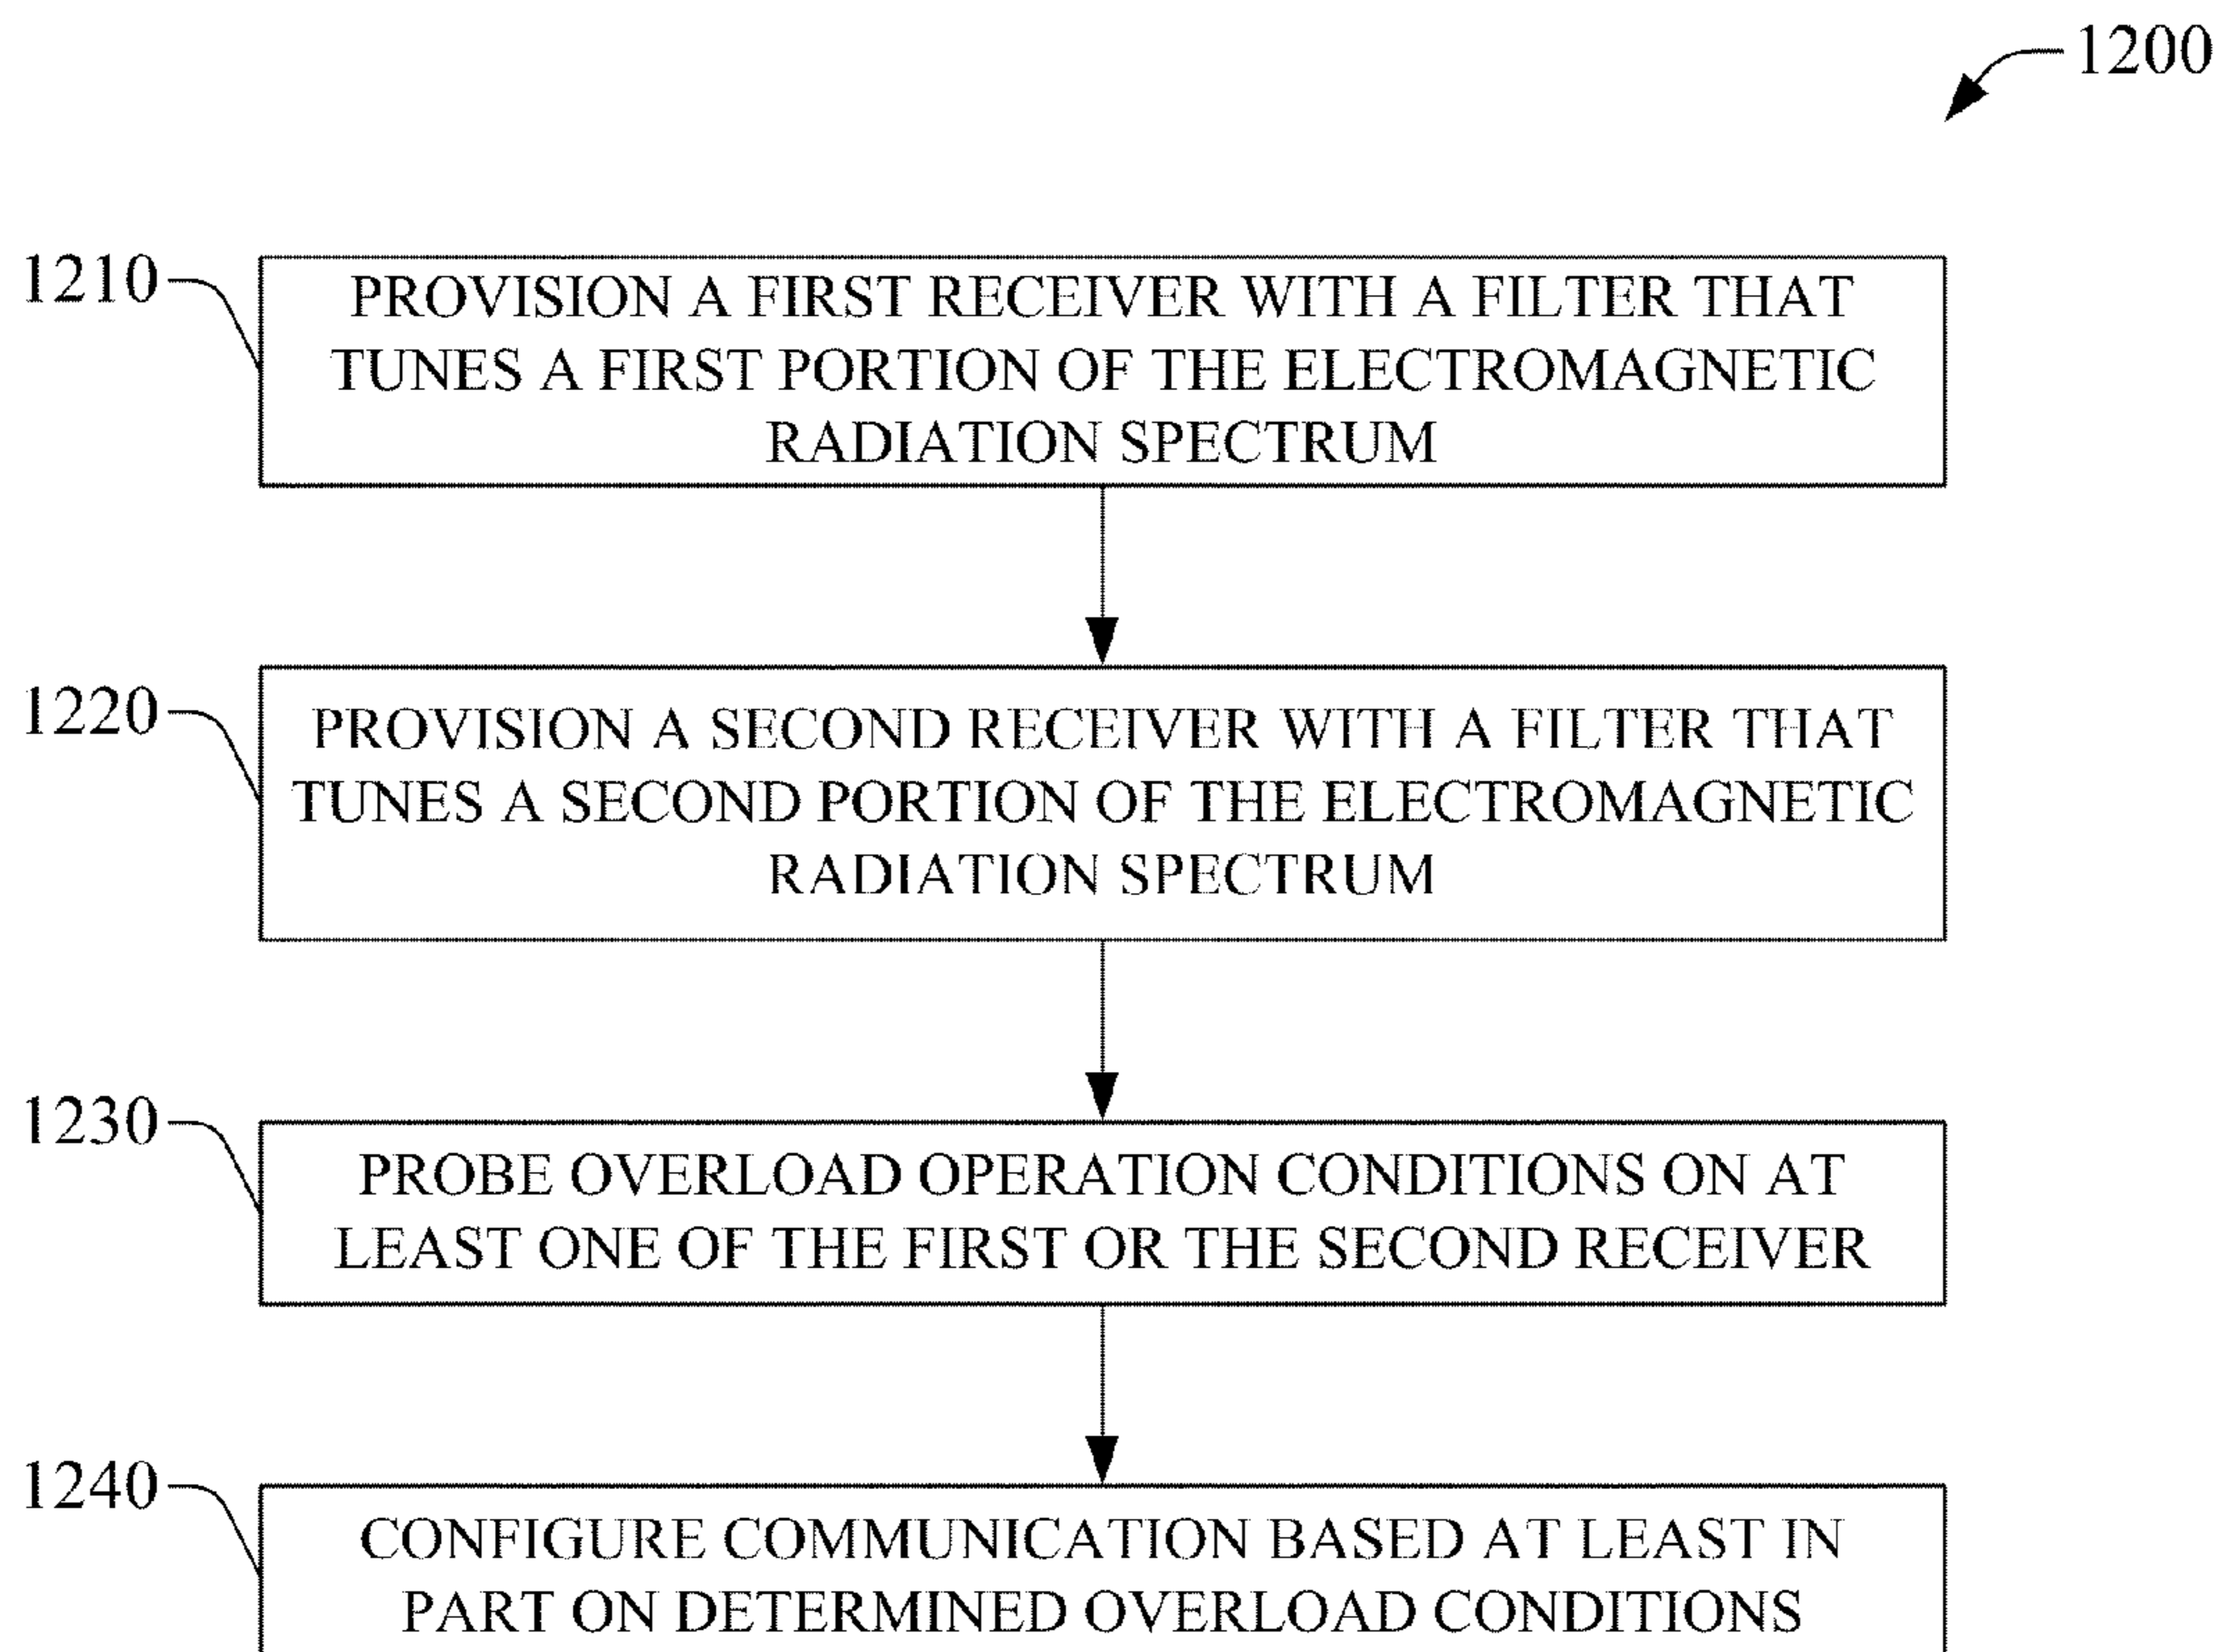 1200
1210
PROVISION A FIRST RECEIVER WITH A FILTER THAT
TUNES A FIRST PORTION OF THE ELECTROMAGNETIC
RADIATION SPECTRUM
1220
PROVISION A SECOND RECEIVER WITH A FILTER THAT
TUNES A SECOND PORTION OF THE ELECTROMAGNETIC
RADIATION SPECTRUM
1230
PROBE OVERLOAD OPERATION CONDITIONS ON AT
LEAST ONE OF THE FIRST OR THE SECOND RECEIVER
1240
CONFIGURE COMMUNICATION BASED AT LEAST IN
PART ON DETERMINED OVERLOAD CONDITIONS